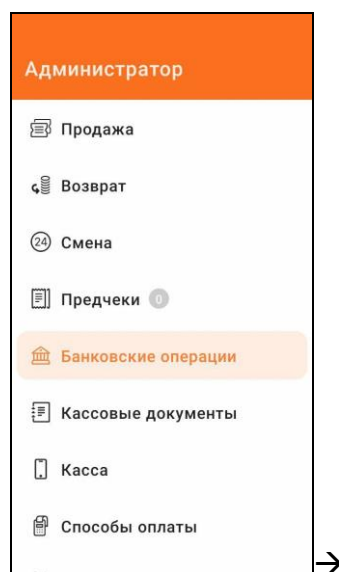 Администратор
Продажа
Возврат
24 Смена
Предчеки 0
Банковские операции
Кассовые документы
Касса
Способы оплаты
→